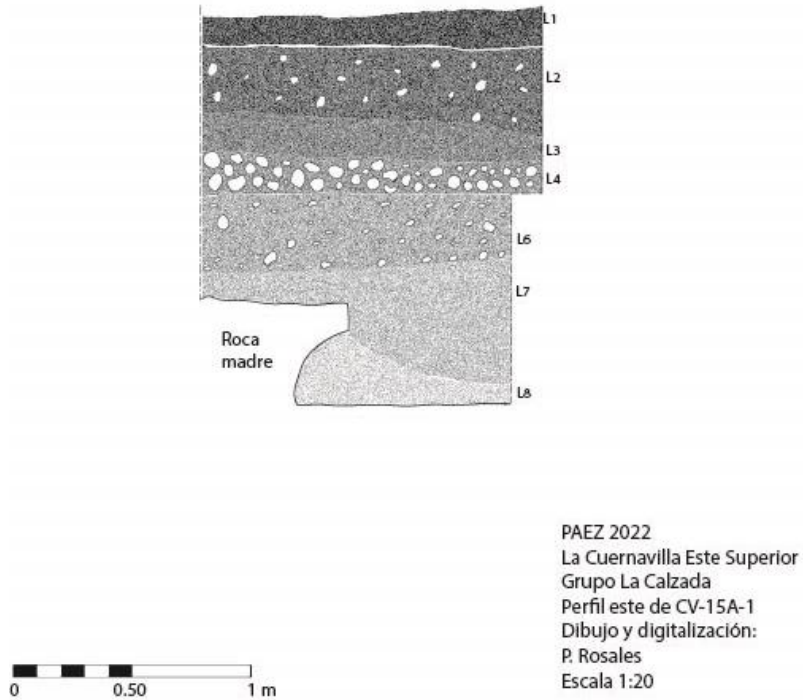 L1
L2
L3
L4
L6
L7
Roca
madre
L8
PAEZ 2022
La Cuernavilla Este Superior
Grupo La Calzada
Perfil este de CV-15A-1
Dibujo y digitalización:
P. Rosales
Escala 1:20
0 0.50 1 m